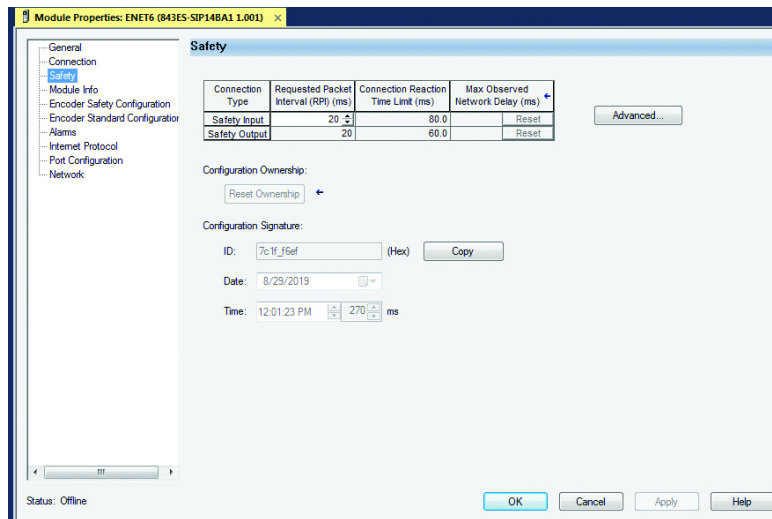 Module Properties: ENET6 (843ES-SIP14BA1 1.001) ×
General
Connection
Safety
Module Info
Encoder Safety Configuration
Encoder Standard Configuration
Alarms
Internet Protocol
Port Configuration
Network
Safety
Connection Type Requested Packet Interval (RPI) (ms) Connection Reaction Time Limit (ms) Max Observed Network Delay (ms) ←
Safety Input 20 80.0 Reset
Safety Output 20 60.0 Reset
Advanced...
Configuration Ownership:
Reset Ownership ←
Configuration Signature:
ID: 7c1f_f6ef (Hex) Copy
Date: 8/29/2019
Time: 12:01:23 PM 270 ms
Status: Offline
OK Cancel Apply Help